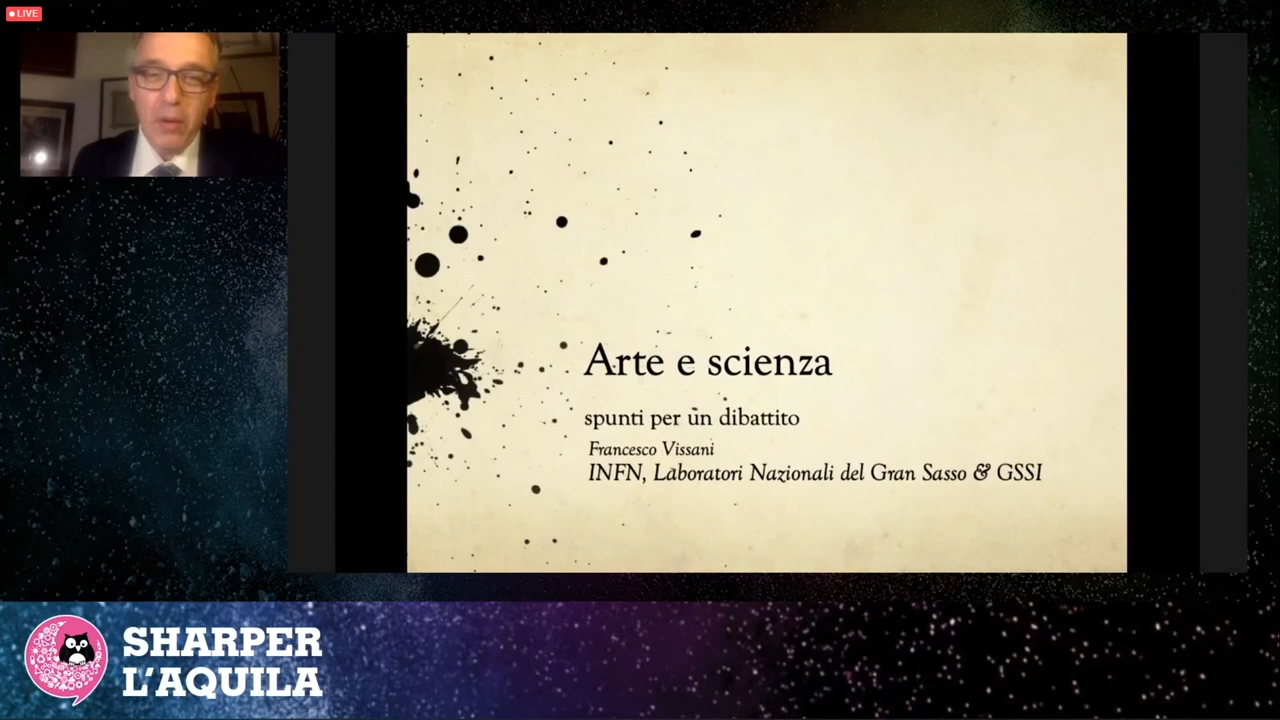 LIVE
Arte e scienza
spunti per un dibattito
Francesco Vissani
INFN, Laboratori Nazionali del Gran Sasso & GSSI
SHARPER
L'AQUILA